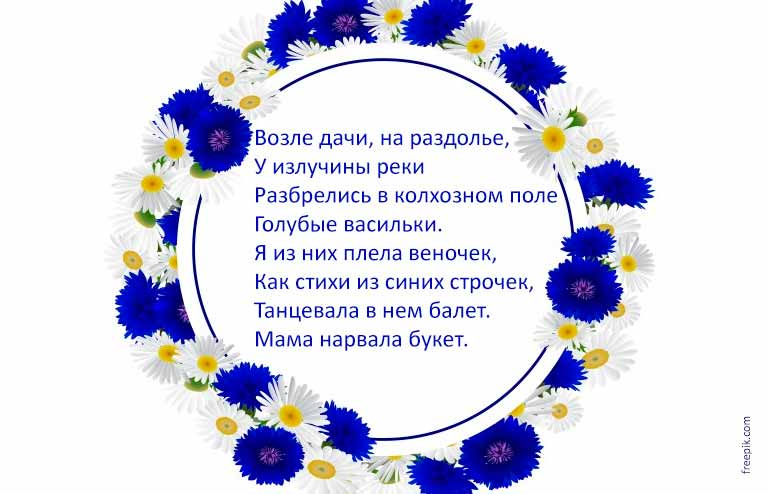 Возле дачи, на раздолье,
У излучины реки
Разбрелись в колхозном поле
Голубые васильки.
Я из них плела веночек,
Как стихи из синих строчек,
Танцевала в нем балет.
Мама нарвала букет.
freepik.com